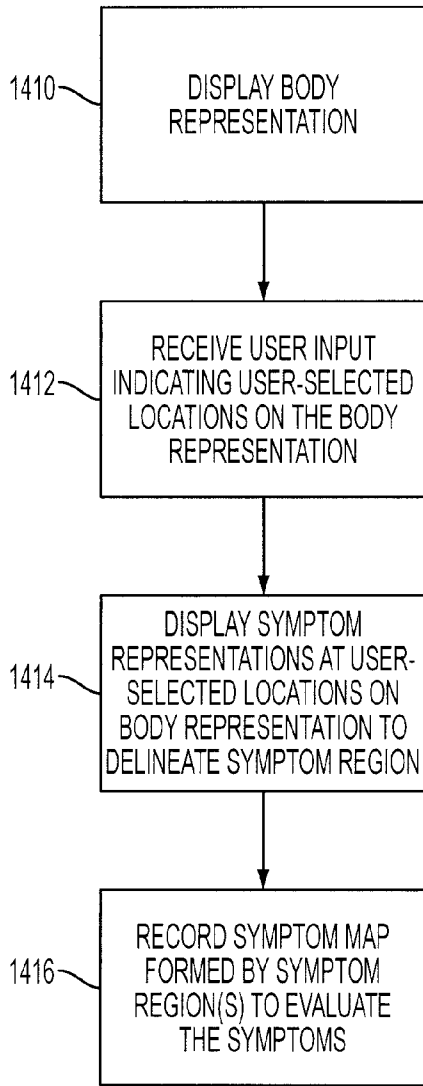 1410
DISPLAY BODY
REPRESENTATION
1412
RECEIVE USER INPUT
INDICATING USER-SELECTED
LOCATIONS ON THE BODY
REPRESENTATION
1414
DISPLAY SYMPTOM
REPRESENTATIONS AT USER-
SELECTED LOCATIONS ON
BODY REPRESENTATION TO
DELINEATE SYMPTOM REGION
1416
RECORD SYMPTOM MAP
FORMED BY SYMPTOM
REGION(S) TO EVALUATE
THE SYMPTOMS